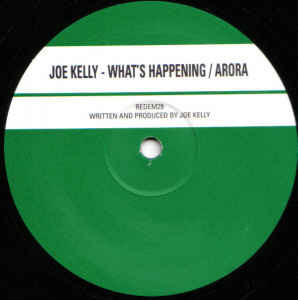 JOE KELLY - WHAT'S HAPPENING / ARORA
REDEM28
WRITTEN AND PRODUCED BY JOE KELLY